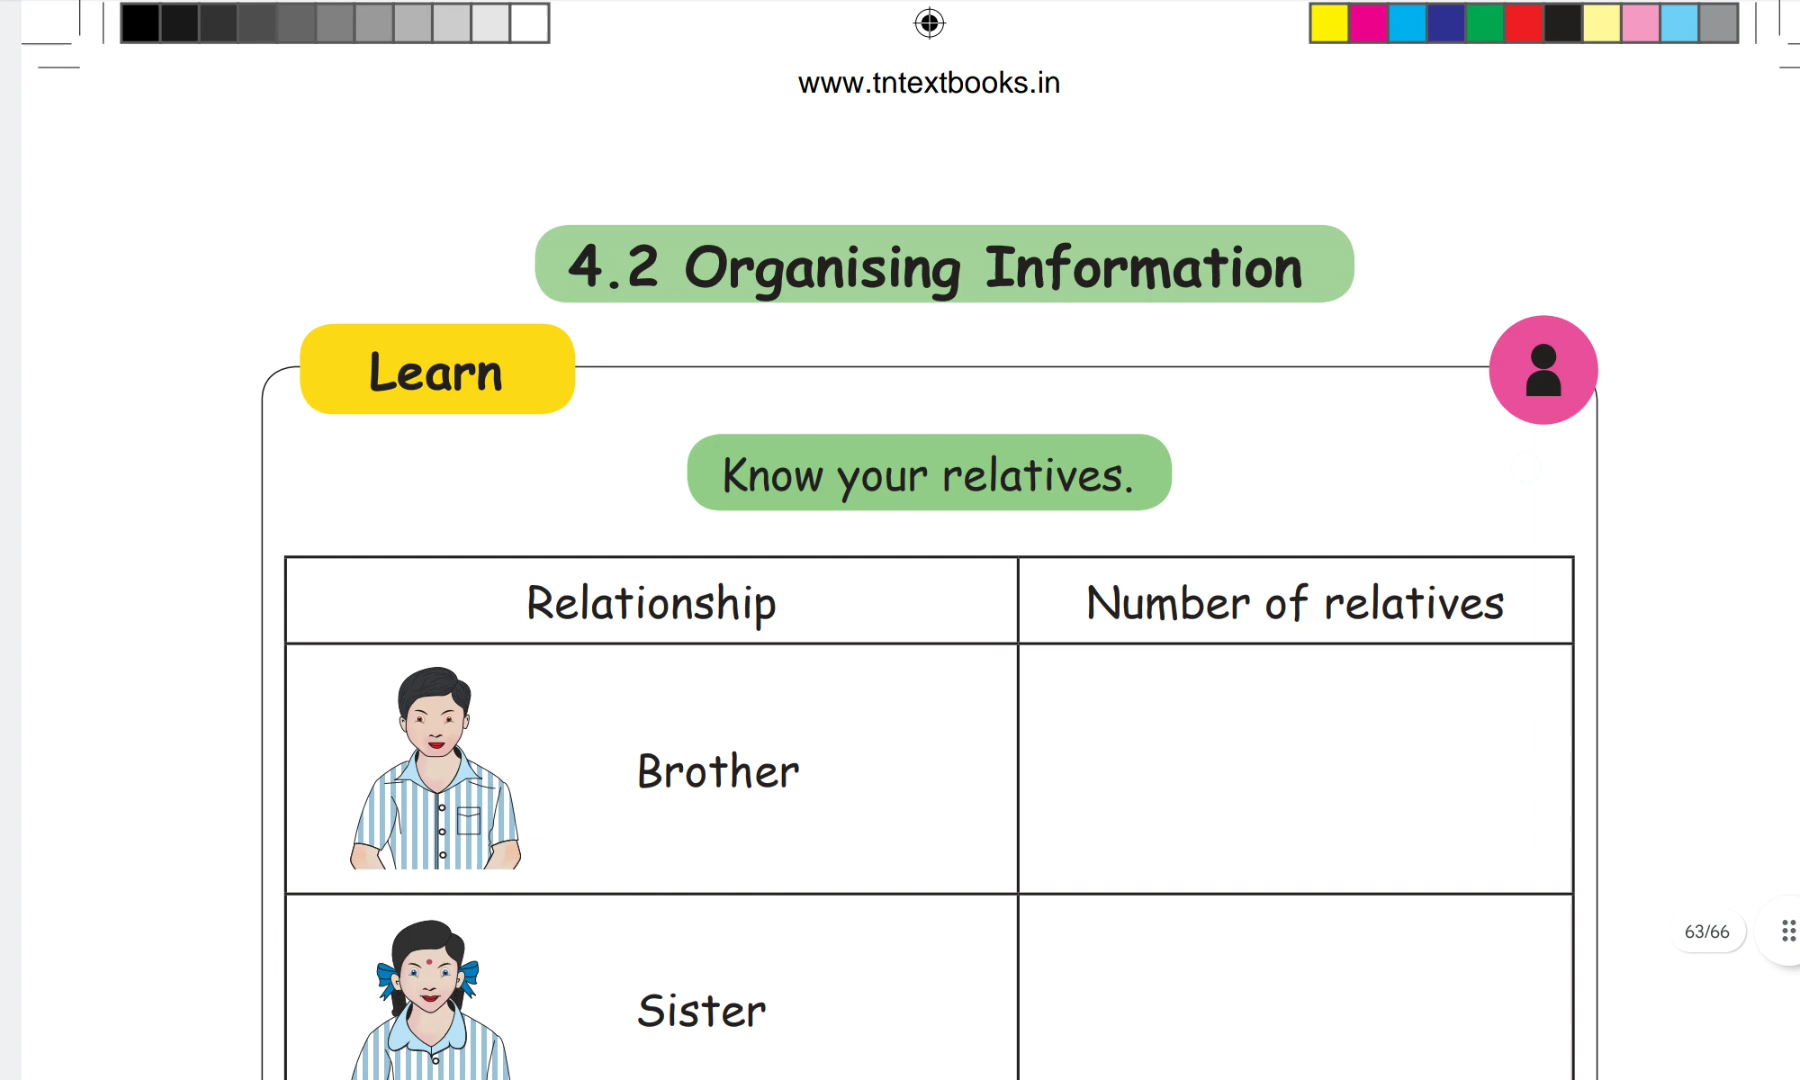 www.tntextbooks.in
4.2 Organising Information
Learn
Know your relatives.
Relationship
Number of relatives
Brother
Sister
63/66